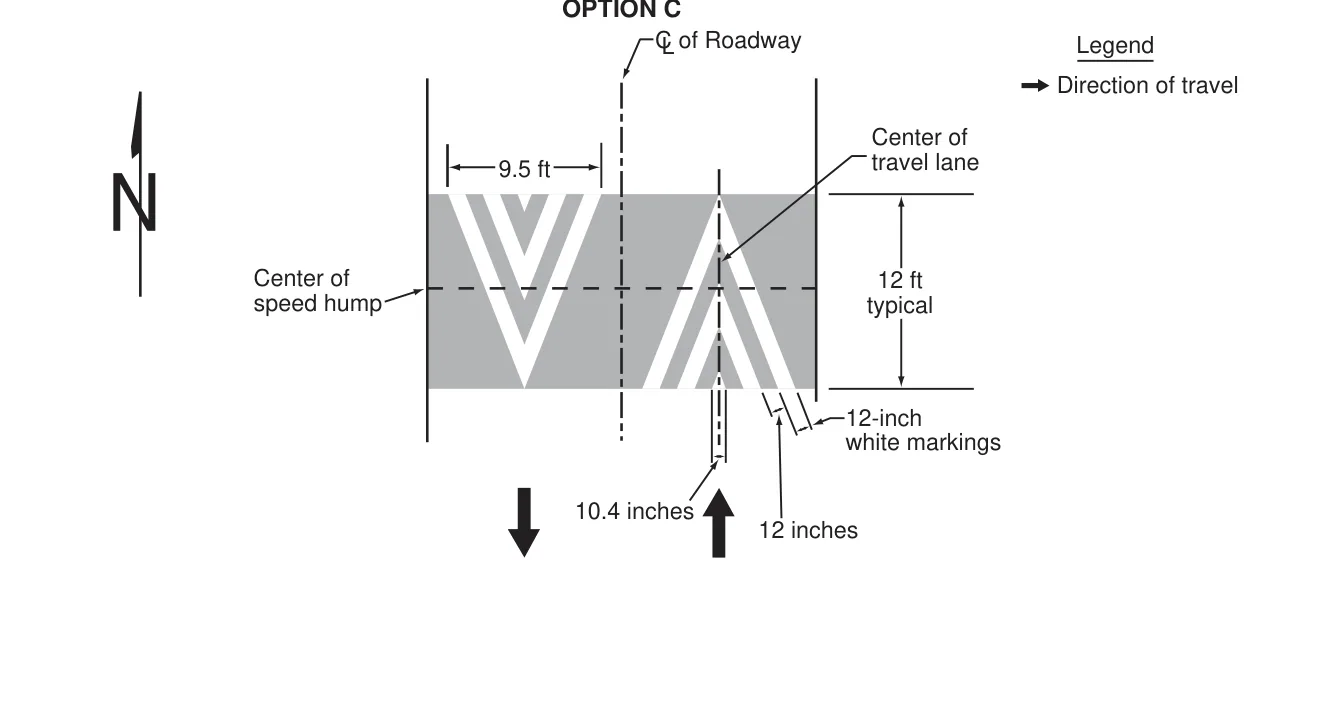 OPTION C
℄ of Roadway
Legend
Direction of travel
Center of
travel lane
9.5 ft
N
Center of
speed hump
12 ft
typical
12-inch
white markings
10.4 inches
12 inches